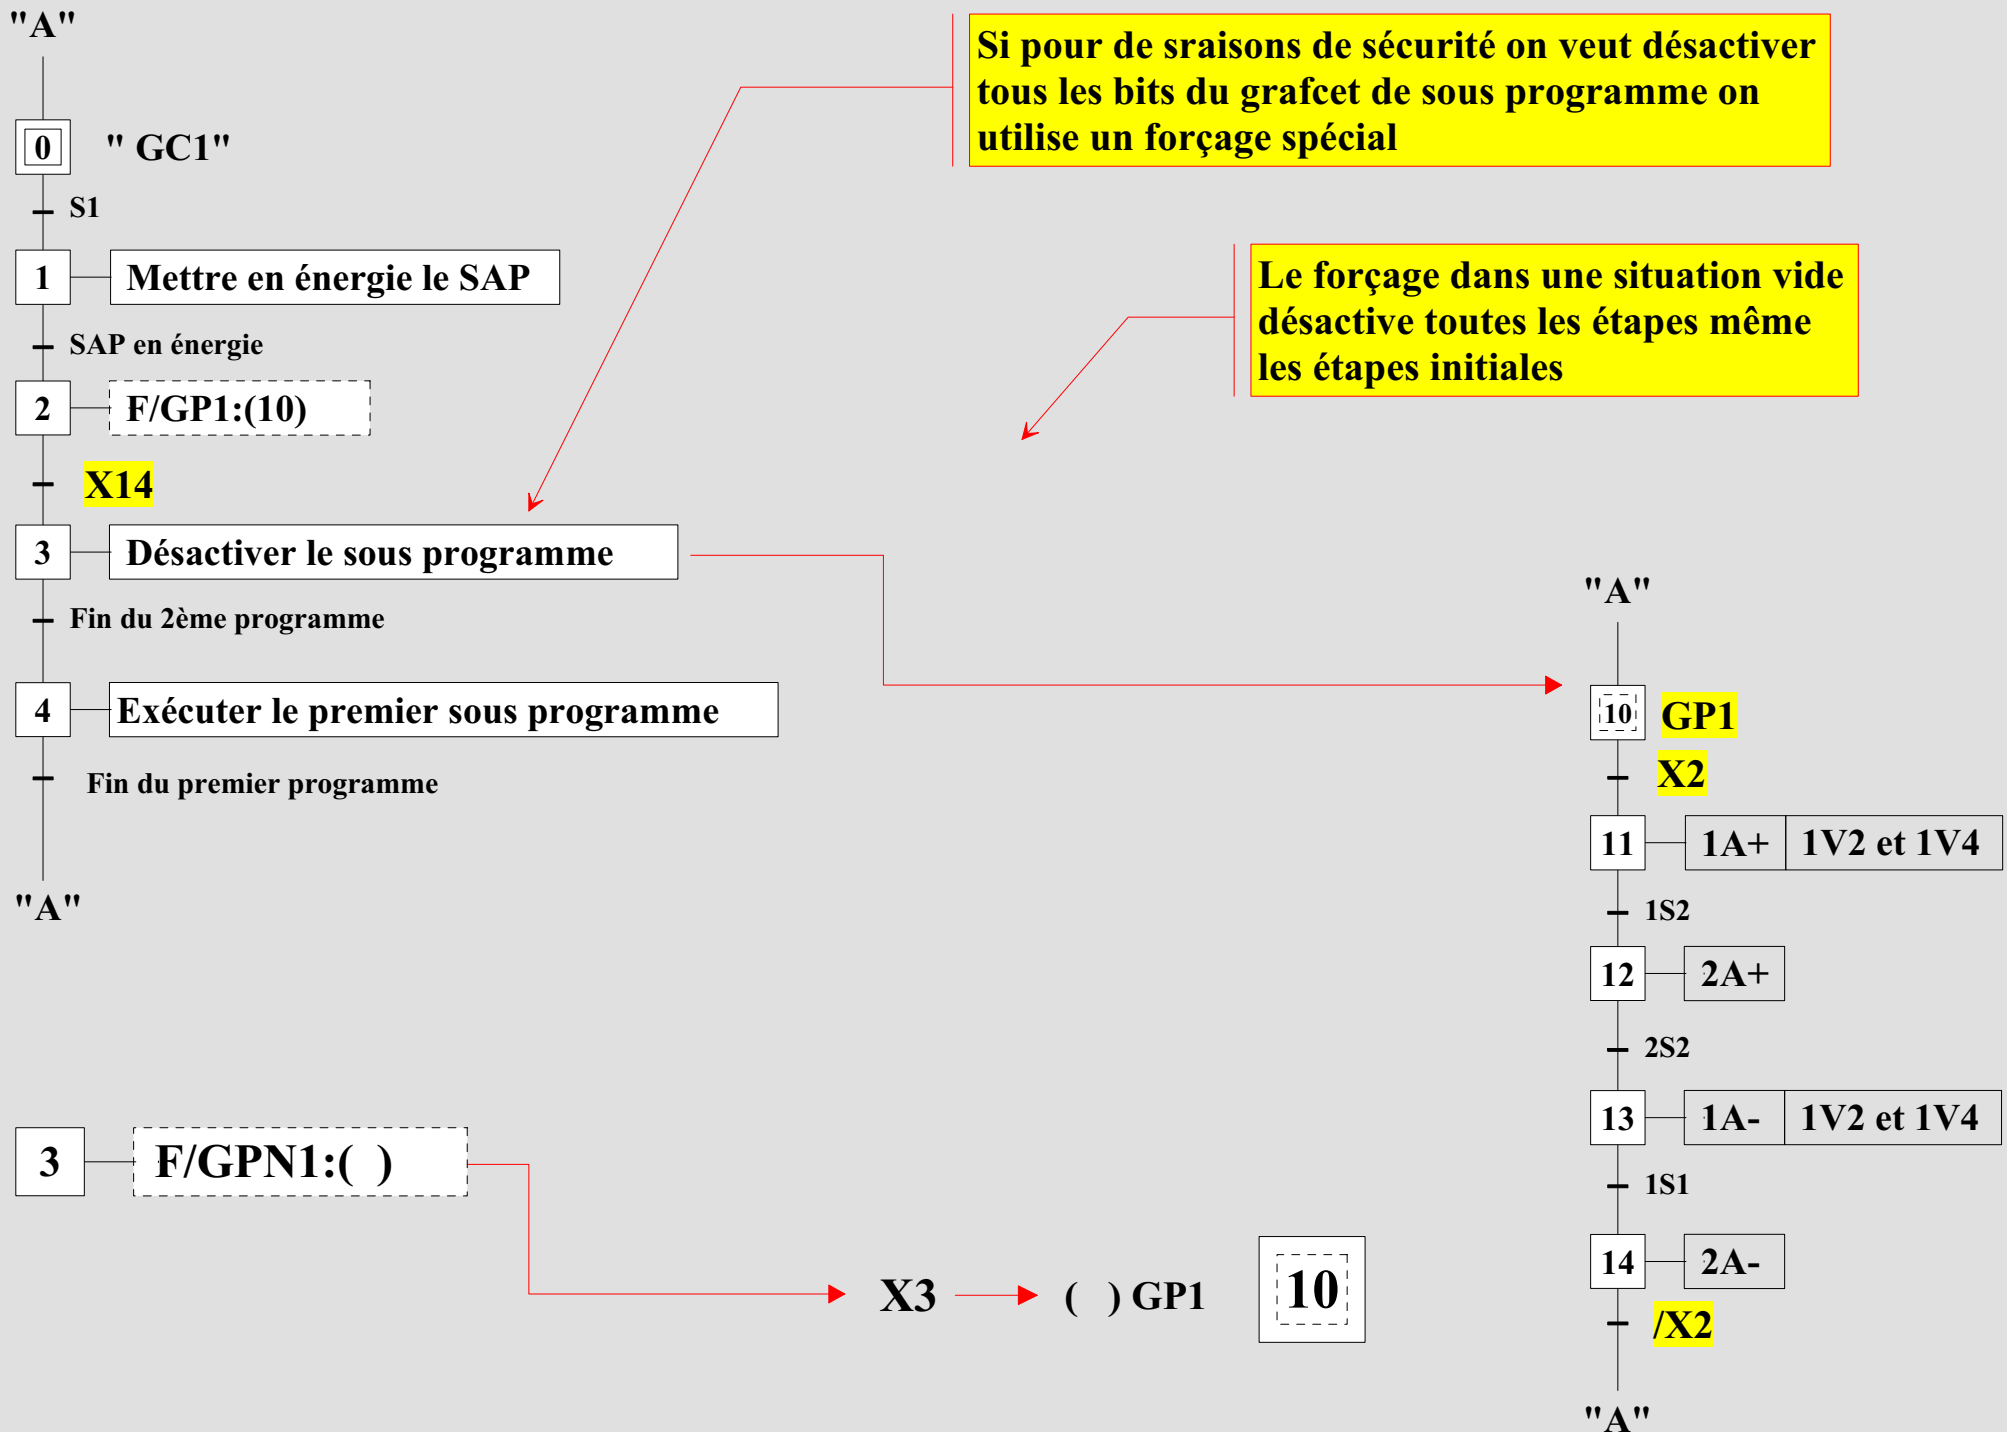 "A"
Si pour de sraisons de sécurité on veut désactiver
tous les bits du grafcet de sous programme on
utilise un forçage spécial
0 " GC1"
S1
1 Mettre en énergie le SAP
Le forçage dans une situation vide
désactive toutes les étapes même
les étapes initiales
SAP en énergie
2 F/GP1:(10)
X14
3 Désactiver le sous programme
Fin du 2ème programme
4 Exécuter le premier sous programme
Fin du premier programme
"A"
"A"
10 GP1
X2
11 1A+ 1V2 et 1V4
1S2
12 2A+
2S2
13 1A- 1V2 et 1V4
1S1
14 2A-
/X2
"A"
3 F/GPN1:( )
X3 ( ) GP1 10